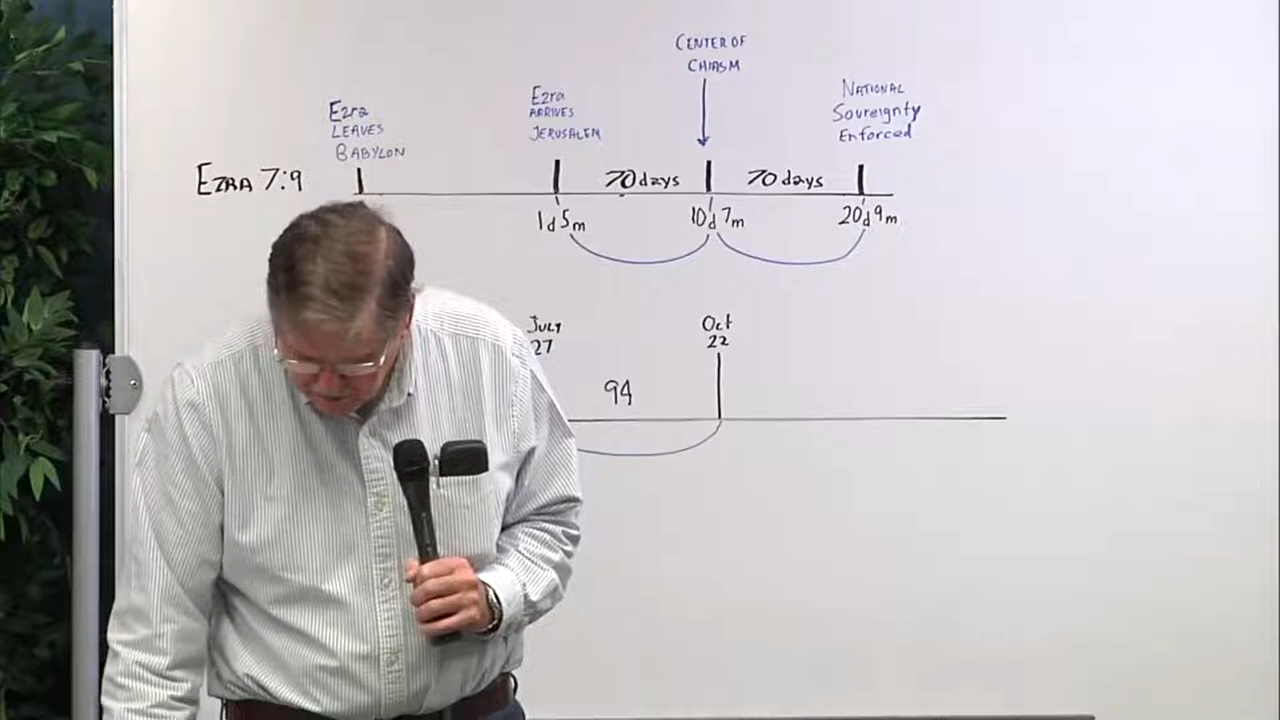 CENTER OF
CHIASM
Ezra
LEAVES
BABYLON
Ezra
ARRIVES
JERUSALEM
NATIONAL
Sovreignty
Enforced
EZRA 7:9
70 days
70 days
1d 5m
10d 7m
20d 9m
JULY
27
Oct
22
94